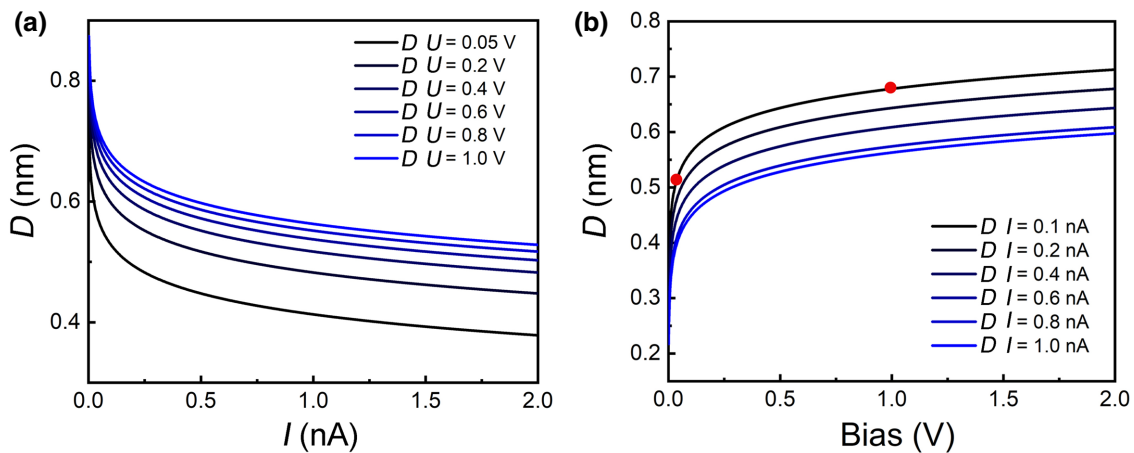 (a)
D (nm)
0.8
0.6
0.4
D U = 0.05 V
D U = 0.2 V
D U = 0.4 V
D U = 0.6 V
D U = 0.8 V
D U = 1.0 V
0.0 0.5 1.0 1.5 2.0
I (nA)
(b)
D (nm)
0.8
0.7
0.6
0.5
0.4
0.3
0.2
D I = 0.1 nA
D I = 0.2 nA
D I = 0.4 nA
D I = 0.6 nA
D I = 0.8 nA
D I = 1.0 nA
0.0 0.5 1.0 1.5 2.0
Bias (V)